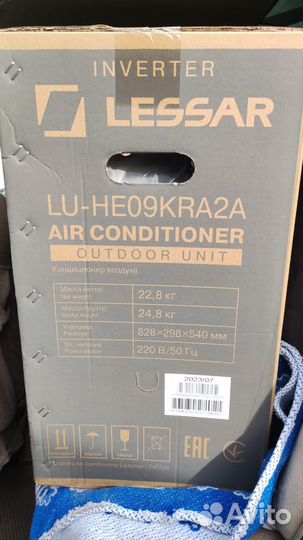 INVERTER
LESSAR
LU-HE09KRA2A
AIR CONDITIONER
OUTDOOR UNIT
Кондиционер воздуха
Масса нетто: 22,8 кг
Net weight
Масса брутто: 24,8 кг
Gross weight
Упаковка 828×298×540 мм
Package
Эл. питание 220 В/50 Гц
Power source
2023/07
EAC
Avito